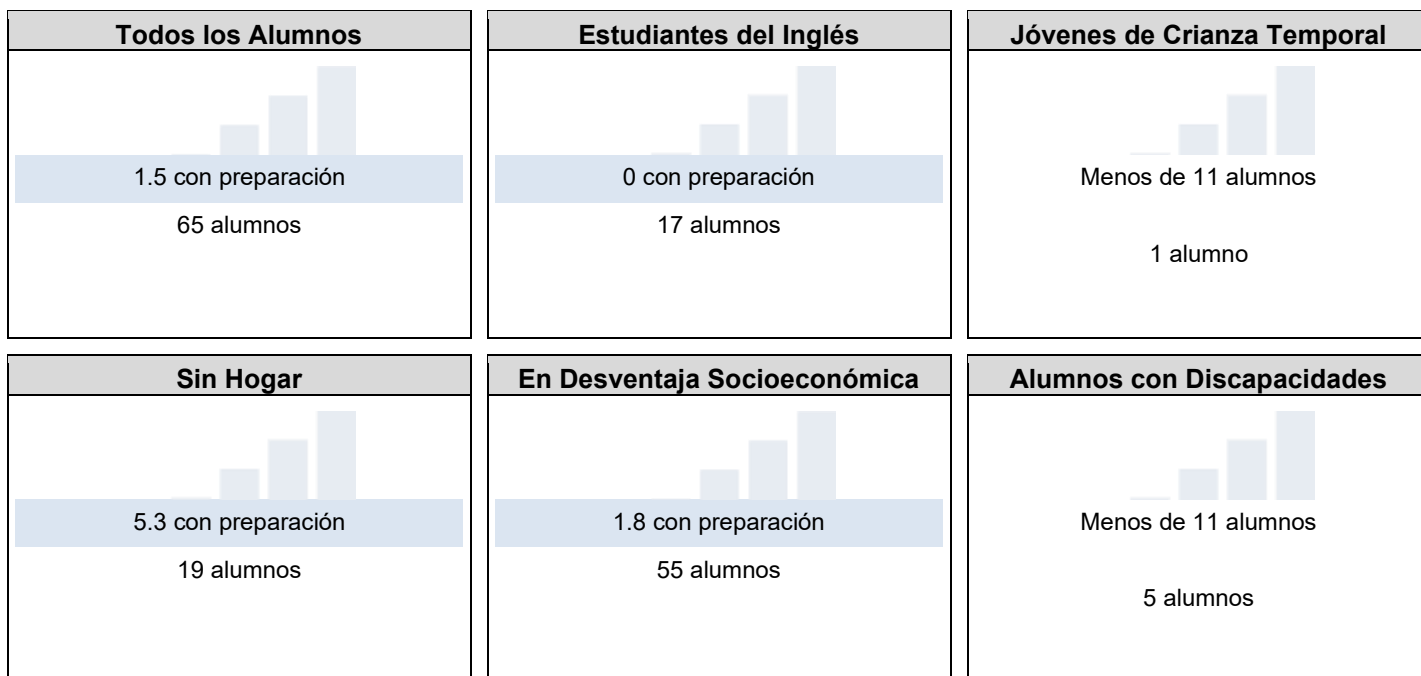 Todos los Alumnos
1.5 con preparación
65 alumnos
Estudiantes del Inglés
0 con preparación
17 alumnos
Jóvenes de Crianza Temporal
Menos de 11 alumnos
1 alumno
Sin Hogar
5.3 con preparación
19 alumnos
En Desventaja Socioeconómica
1.8 con preparación
55 alumnos
Alumnos con Discapacidades
Menos de 11 alumnos
5 alumnos